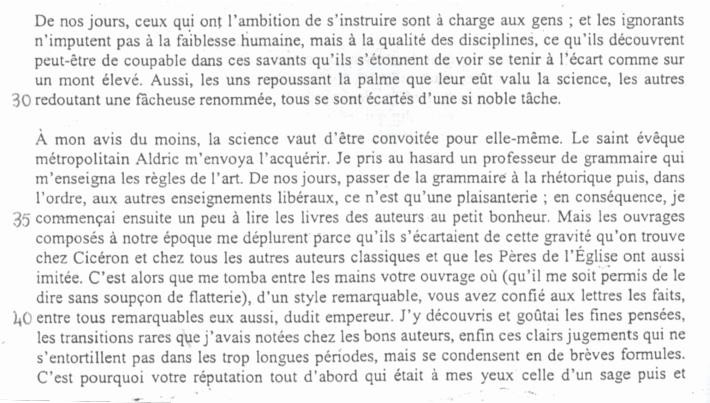 De nos jours, ceux qui ont l'ambition de s'instruire sont à charge aux gens ; et les ignorants
n'imputent pas à la faiblesse humaine, mais à la qualité des disciplines, ce qu'ils découvrent
peut-être de coupable dans ces savants qu'ils s'étonnent de voir se tenir à l'écart comme sur
un mont élevé. Aussi, les uns repoussant la palme que leur eût valu la science, les autres
30 redoutant une fâcheuse renommée, tous se sont écartés d'une si noble tâche.
À mon avis du moins, la science vaut d'être convoitée pour elle-même. Le saint évêque
métropolitain Aldric m'envoya l'acquérir. Je pris au hasard un professeur de grammaire qui
m'enseigna les règles de l'art. De nos jours, passer de la grammaire à la rhétorique puis, dans
l'ordre, aux autres enseignements libéraux, ce n'est qu'une plaisanterie ; en conséquence, je
35 commençai ensuite un peu à lire les livres des auteurs au petit bonheur. Mais les ouvrages
composés à notre époque me déplurent parce qu'ils s'écartaient de cette gravité qu'on trouve
chez Cicéron et chez tous les autres auteurs classiques et que les Pères de l'Église ont aussi
imitée. C'est alors que me tomba entre les mains votre ouvrage où (qu'il me soit permis de le
dire sans soupçon de flatterie), d'un style remarquable, vous avez confié aux lettres les faits,
40 entre tous remarquables eux aussi, dudit empereur. J'y découvris et goûtai les fines pensées,
les transitions rares que j'avais notées chez les bons auteurs, enfin ces clairs jugements qui ne
s'entortillent pas dans les trop longues périodes, mais se condensent en de brèves formules.
C'est pourquoi votre réputation tout d'abord qui était à mes yeux celle d'un sage puis et